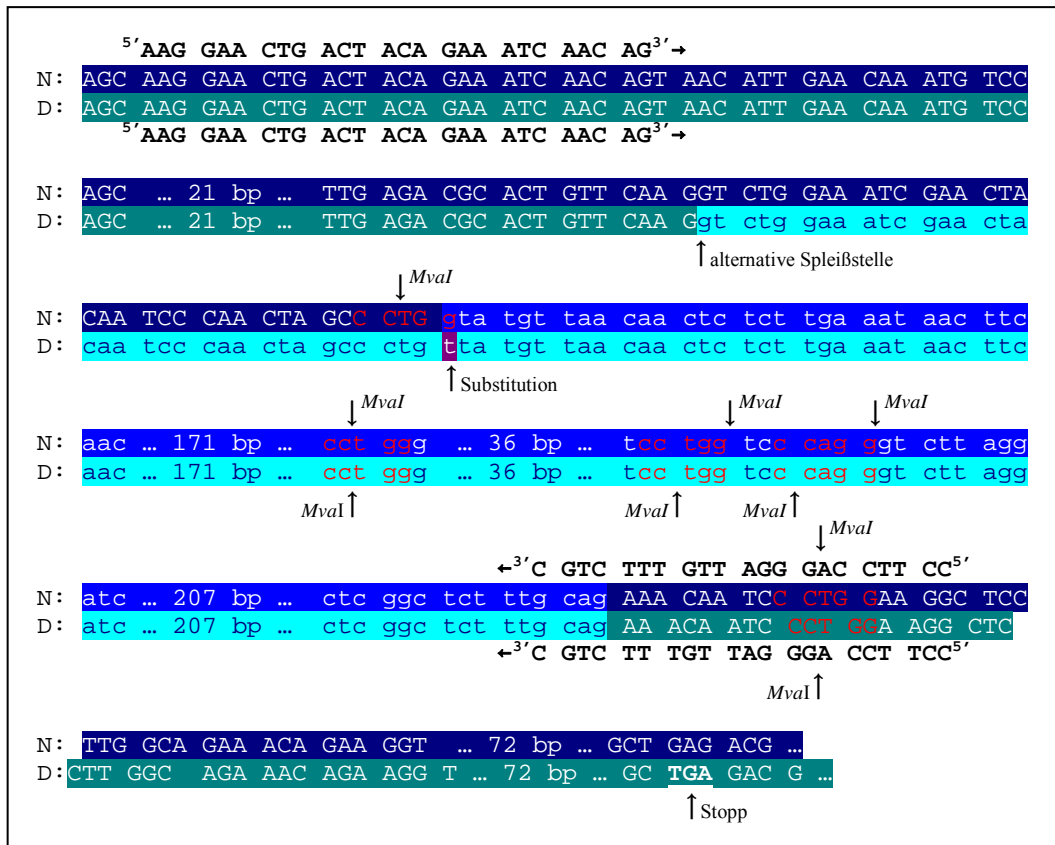 5′AAG GAA CTG ACT ACA GAA ATC AAC AG3′→
N: AGC AAG GAA CTG ACT ACA GAA ATC AAC AGT AAC ATT GAA CAA ATG TCC
D: AGC AAG GAA CTG ACT ACA GAA ATC AAC AGT AAC ATT GAA CAA ATG TCC
5′AAG GAA CTG ACT ACA GAA ATC AAC AG3′→
N: AGC … 21 bp … TTG AGA CGC ACT GTT CAA GGT CTG GAA ATC GAA CTA
D: AGC … 21 bp … TTG AGA CGC ACT GTT CAA Ggt ctg gaa atc gaa cta
↑alternative Spleißstelle
↓MvaI
N: CAA TCC CAA CTA GCC CTG gta tgt taa caa ctc tct tga aat aac ttc
D: caa tcc caa cta gcc ctg tta tgt taa caa ctc tct tga aat aac ttc
↑Substitution
↓MvaI ↓MvaI ↓MvaI
N: aac … 171 bp … cct ggg … 36 bp … tcc tgg tcc cag ggt ctt agg
D: aac … 171 bp … cct ggg … 36 bp … tcc tgg tcc cag ggt ctt agg
MvaI↑ MvaI↑ MvaI↑
↓MvaI
←3′C GTC TTT GTT AGG GAC CTT CC5′
N: atc … 207 bp … ctc ggc tct ttg cag AAA CAA TCC CTG GAA GGC TCC
D: atc … 207 bp … ctc ggc tct ttg cag AA ACA ATC CCT GGA AGG CTC
←3′C GTC TT TGT TAG GGA CCT TCC5′
MvaI↑
N: TTG GCA GAA ACA GAA GGT … 72 bp … GCT GAG ACG …
D: CTT GGC AGA AAC AGA AGG T … 72 bp … GC TGA GAC G …
↑Stopp